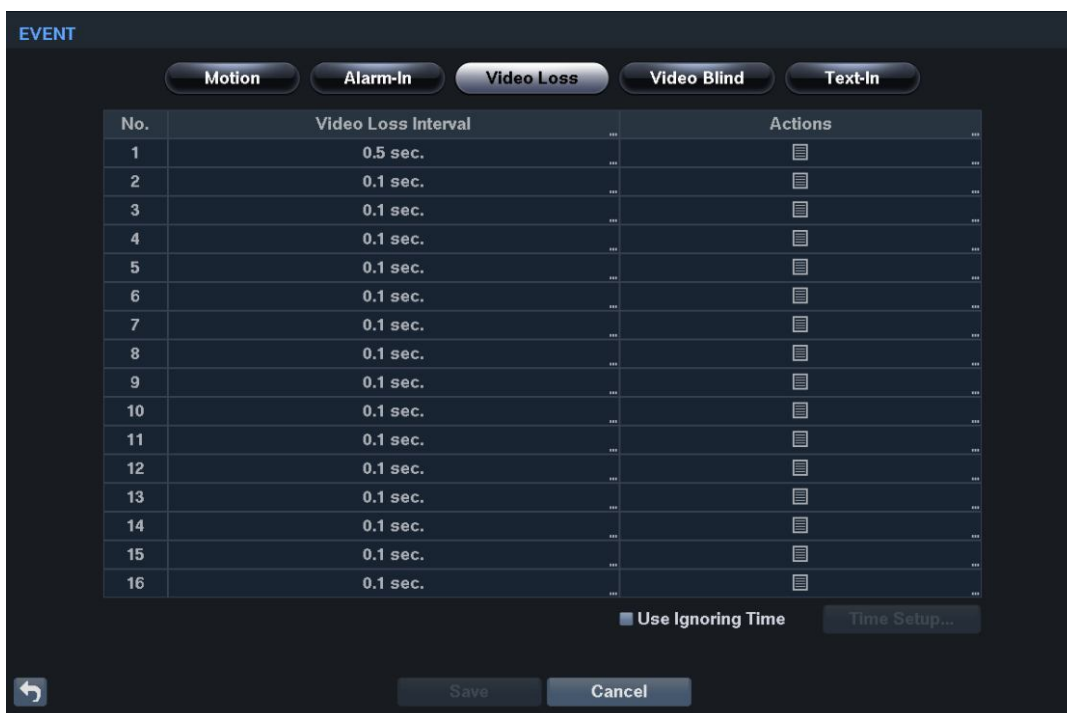 EVENT
Motion Alarm-In Video Loss Video Blind Text-In
No. Video Loss Interval ... Actions ...
1 0.5 sec. ... ...
2 0.1 sec. ... ...
3 0.1 sec. ... ...
4 0.1 sec. ... ...
5 0.1 sec. ... ...
6 0.1 sec. ... ...
7 0.1 sec. ... ...
8 0.1 sec. ... ...
9 0.1 sec. ... ...
10 0.1 sec. ... ...
11 0.1 sec. ... ...
12 0.1 sec. ... ...
13 0.1 sec. ... ...
14 0.1 sec. ... ...
15 0.1 sec. ... ...
16 0.1 sec. ... ...
Use Ignoring Time Time Setup...
Save Cancel